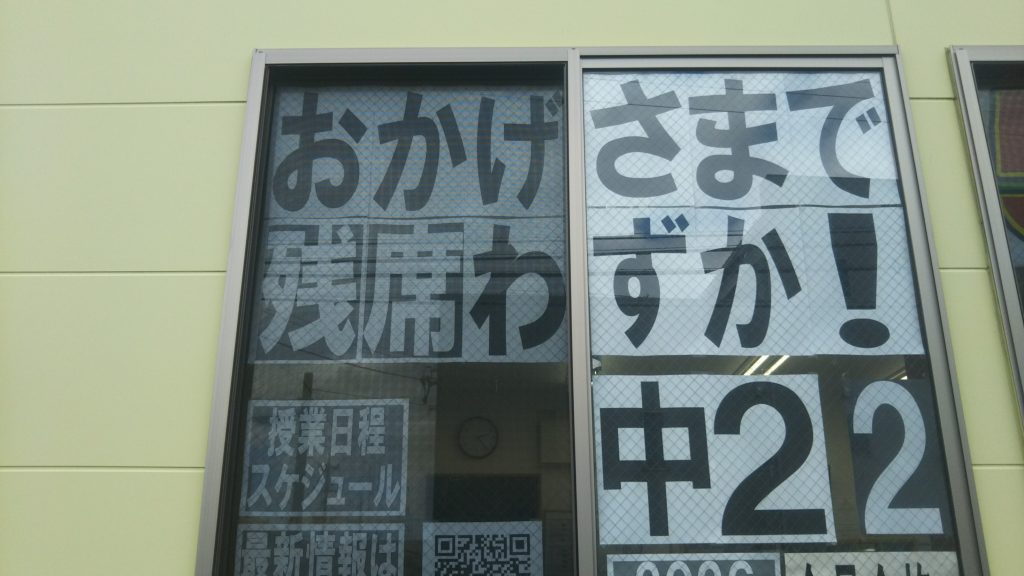 おかげさまで
残席わずか!
中2 2
授業日程
スケジュール
最新情報は